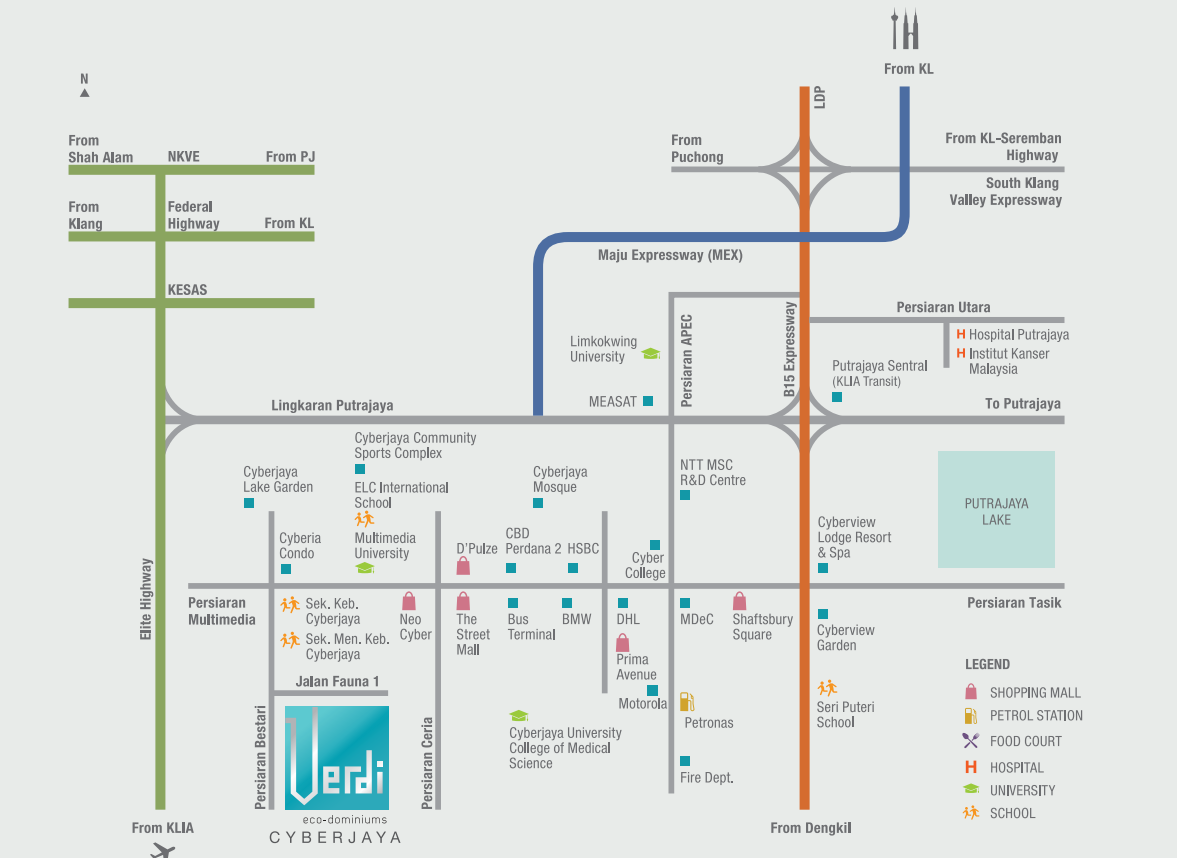 From KL
N
LDP
From
Shah Alam
NKVE
From PJ
From
Puchong
From KL-Seremban
Highway
South Klang
Valley Expressway
From
Klang
Federal
Highway
From KL
Maju Expressway (MEX)
KESAS
Persiaran Utara
H Hospital Putrajaya
H Institut Kanser
Malaysia
Limkokwing
University
Persiaran APEC
B15 Expressway
Putrajaya Sentral
(KLIA Transit)
MEASAT
Lingkaran Putrajaya
To Putrajaya
Cyberjaya Community
Sports Complex
Cyberjaya
Lake Garden
ELC International
School
Cyberjaya
Mosque
NTT MSC
R&D Centre
PUTRAJAYA
LAKE
Cyberia
Condo
Multimedia
University
D'Pulze
CBD
Perdana 2
HSBC
Cyber
College
Cyberview
Lodge Resort
& Spa
Elite Highway
Persiaran
Multimedia
Persiaran Tasik
Sek. Keb.
Cyberjaya
Sek. Men. Keb.
Cyberjaya
Neo
Cyber
The
Street
Mall
Bus
Terminal
BMW
DHL
MDeC
Shaftsbury
Square
Cyberview
Garden
Prima
Avenue
Motorola
Jalan Fauna 1
Persiaran Bestari
Verdi
eco-dominiums
CYBERJAYA
Persiaran Ceria
Cyberjaya University
College of Medical
Science
Petronas
Fire Dept.
Seri Puteri
School
LEGEND
SHOPPING MALL
PETROL STATION
FOOD COURT
H HOSPITAL
UNIVERSITY
SCHOOL
From KLIA
From Dengkil